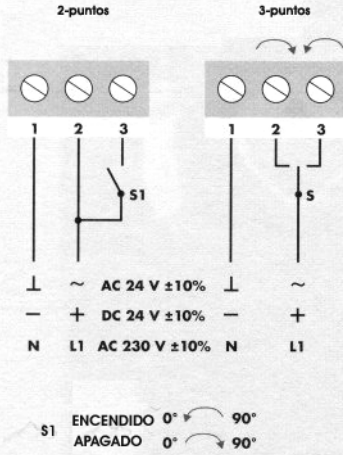 2-puntos 3-puntos
1 2 3 1 2 3
S1 S
⊥ ~ AC 24 V ±10% ⊥ ~
− + DC 24 V ±10% − +
N L1 AC 230 V ±10% N L1
S1 ENCENDIDO 0° 90°
APAGADO 0° 90°